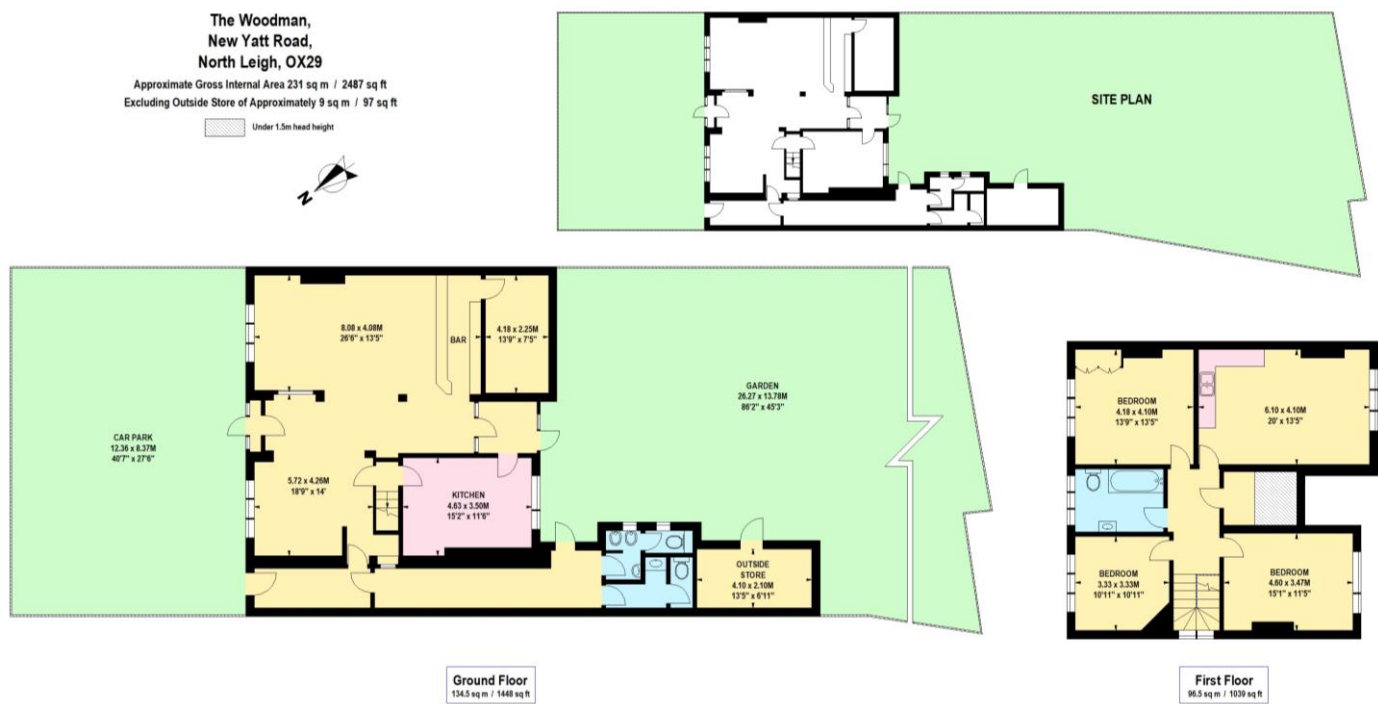 The Woodman,
New Yatt Road,
North Leigh, OX29
Approximate Gross Internal Area 231 sq m / 2487 sq ft
Excluding Outside Store of Approximately 9 sq m / 97 sq ft
Under 1.5m head height
N
SITE PLAN
8.08 x 4.08M
26'6" x 13'5"
BAR
4.18 x 2.25M
13'9" x 7'5"
CAR PARK
12.36 x 8.37M
40'7" x 27'6"
5.72 x 4.26M
18'9" x 14'
KITCHEN
4.63 x 3.50M
15'2" x 11'6"
GARDEN
26.27 x 13.78M
86'2" x 45'3"
OUTSIDE
STORE
4.10 x 2.10M
13'5" x 6'11"
BEDROOM
4.18 x 4.10M
13'9" x 13'5"
6.10 x 4.10M
20' x 13'5"
BEDROOM
3.33 x 3.33M
10'11" x 10'11"
BEDROOM
4.60 x 3.47M
15'1" x 11'5"
Ground Floor
134.5 sq m / 1448 sq ft
First Floor
96.5 sq m / 1039 sq ft